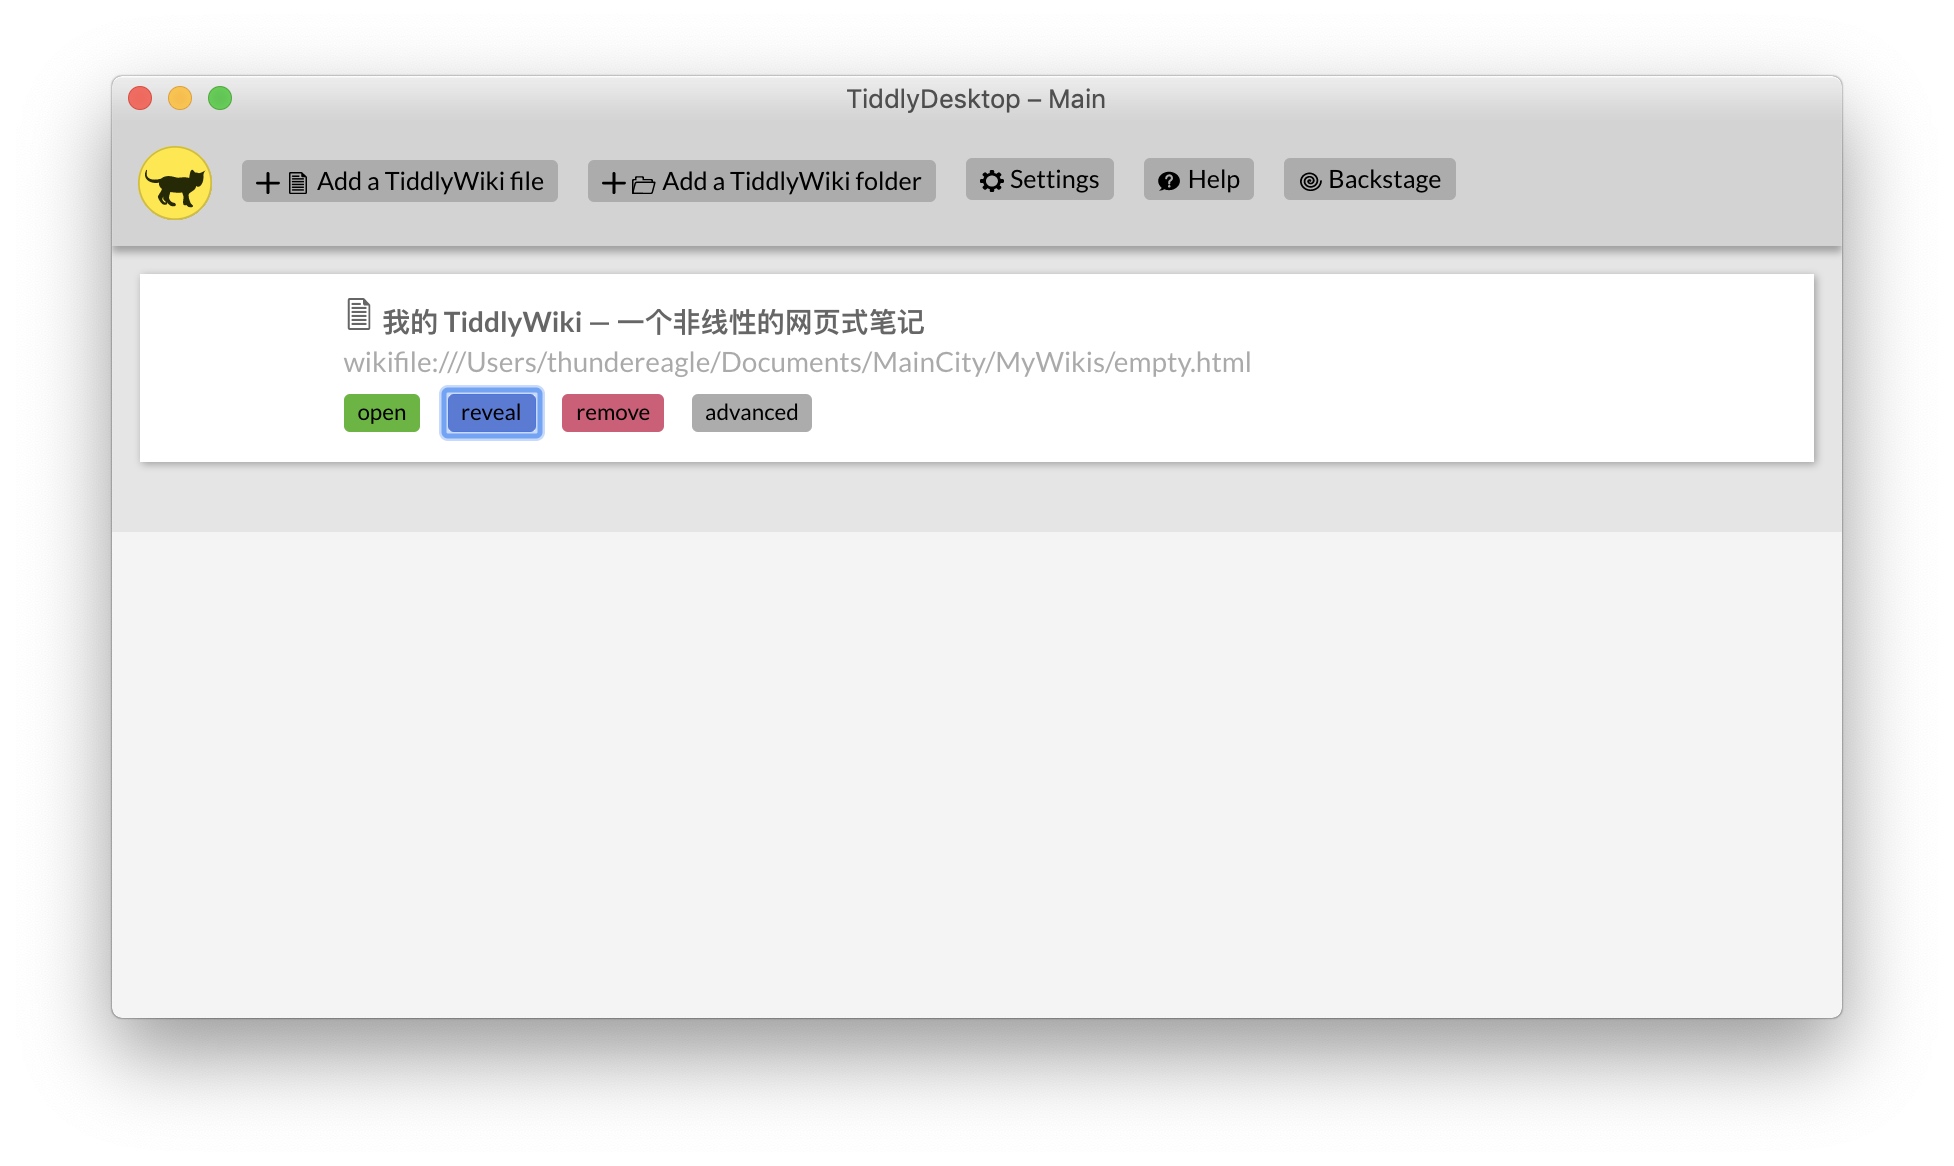 TiddlyDesktop – Main
Add a TiddlyWiki file Add a TiddlyWiki folder Settings Help Backstage
我的 TiddlyWiki — 一个非线性的网页式笔记
wikifile:///Users/thundereagle/Documents/MainCity/MyWikis/empty.html
open reveal remove advanced